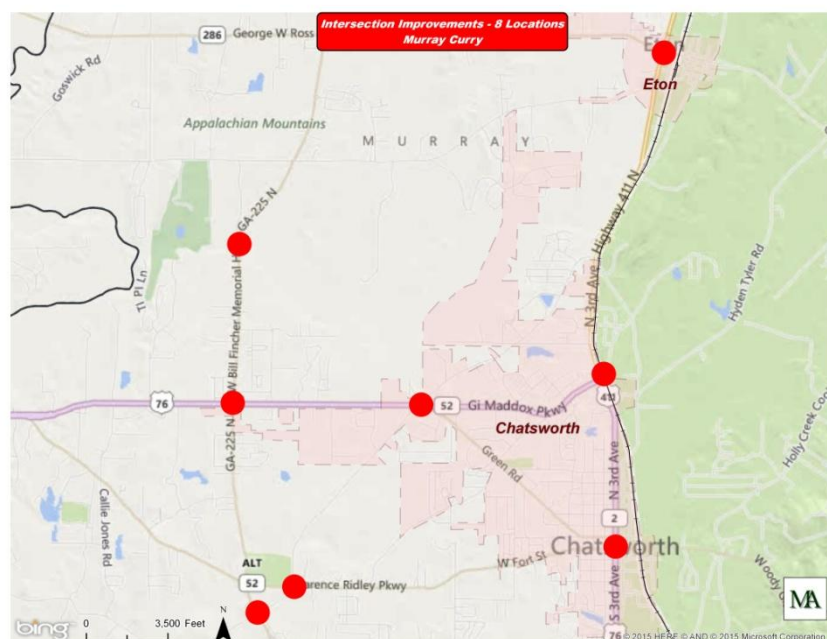 Intersection Improvements - 8 Locations
Murray Curry
286
George W Ross
Eton
Eton
Goswick Rd
Appalachian Mountains
MURRAY
GA-225 N
Highway 411 N
N 3rd Ave
Hyden Tyler Rd
TI PI Ln
W Bill Fincher Memorial H
76
52
GI Maddox Pkwy
411
Chatsworth
GA-225 N
Green Rd
N 3rd Ave
Holly Creek Coo
Callie Jones Rd
2
Chatsworth
W Fort St
ALT
52
arence Ridley Pkwy
S 3rd Ave
76
Woody
MA
bing
0
3,500 Feet
N
© 2015 HERE © AND © 2015 Microsoft Corporation